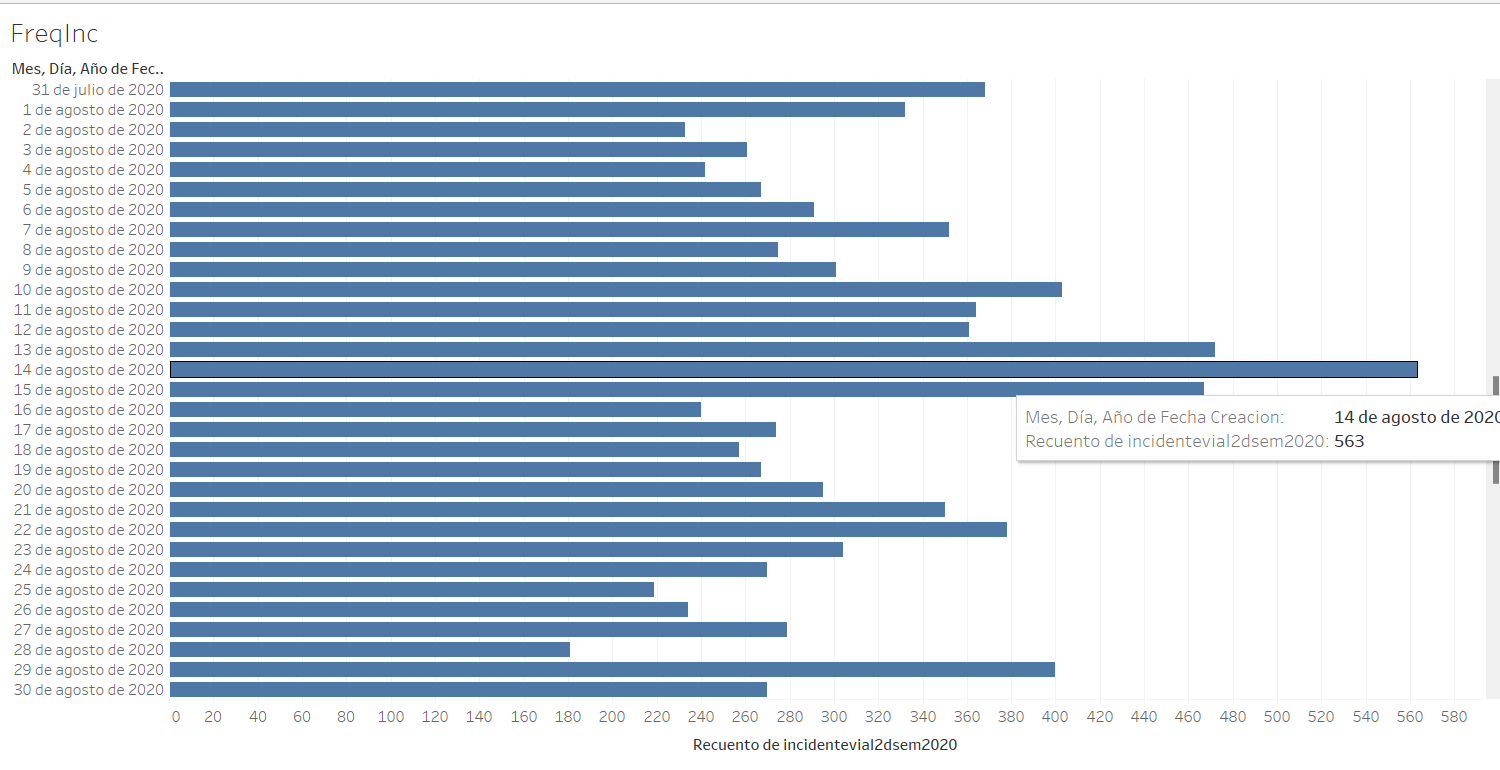 FreqInc
Mes, Día, Año de Fec..
31 de julio de 2020
1 de agosto de 2020
2 de agosto de 2020
3 de agosto de 2020
4 de agosto de 2020
5 de agosto de 2020
6 de agosto de 2020
7 de agosto de 2020
8 de agosto de 2020
9 de agosto de 2020
10 de agosto de 2020
11 de agosto de 2020
12 de agosto de 2020
13 de agosto de 2020
14 de agosto de 2020
15 de agosto de 2020
16 de agosto de 2020
Mes, Día, Año de Fecha Creacion: 14 de agosto de 2020
17 de agosto de 2020
Recuento de incidentevial2dsem2020: 563
18 de agosto de 2020
19 de agosto de 2020
20 de agosto de 2020
21 de agosto de 2020
22 de agosto de 2020
23 de agosto de 2020
24 de agosto de 2020
25 de agosto de 2020
26 de agosto de 2020
27 de agosto de 2020
28 de agosto de 2020
29 de agosto de 2020
30 de agosto de 2020
0 20 40 60 80 100 120 140 160 180 200 220 240 260 280 300 320 340 360 380 400 420 440 460 480 500 520 540 560 580
Recuento de incidentevial2dsem2020